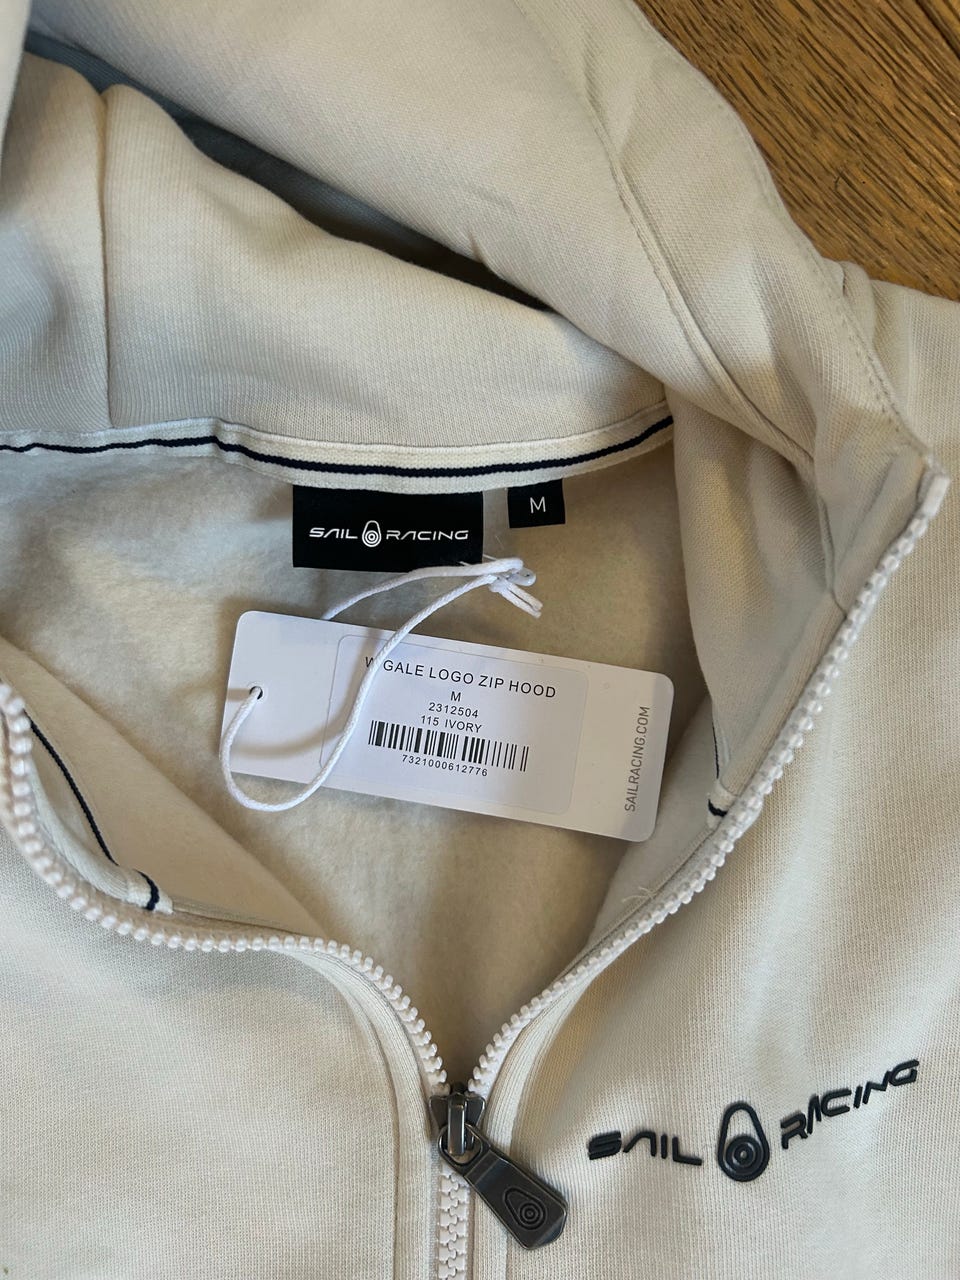 SAIL RACING
M
W GALE LOGO ZIP HOOD
M
2312504
115 IVORY
7321000612776
SAILRACING.COM
SAIL RACING